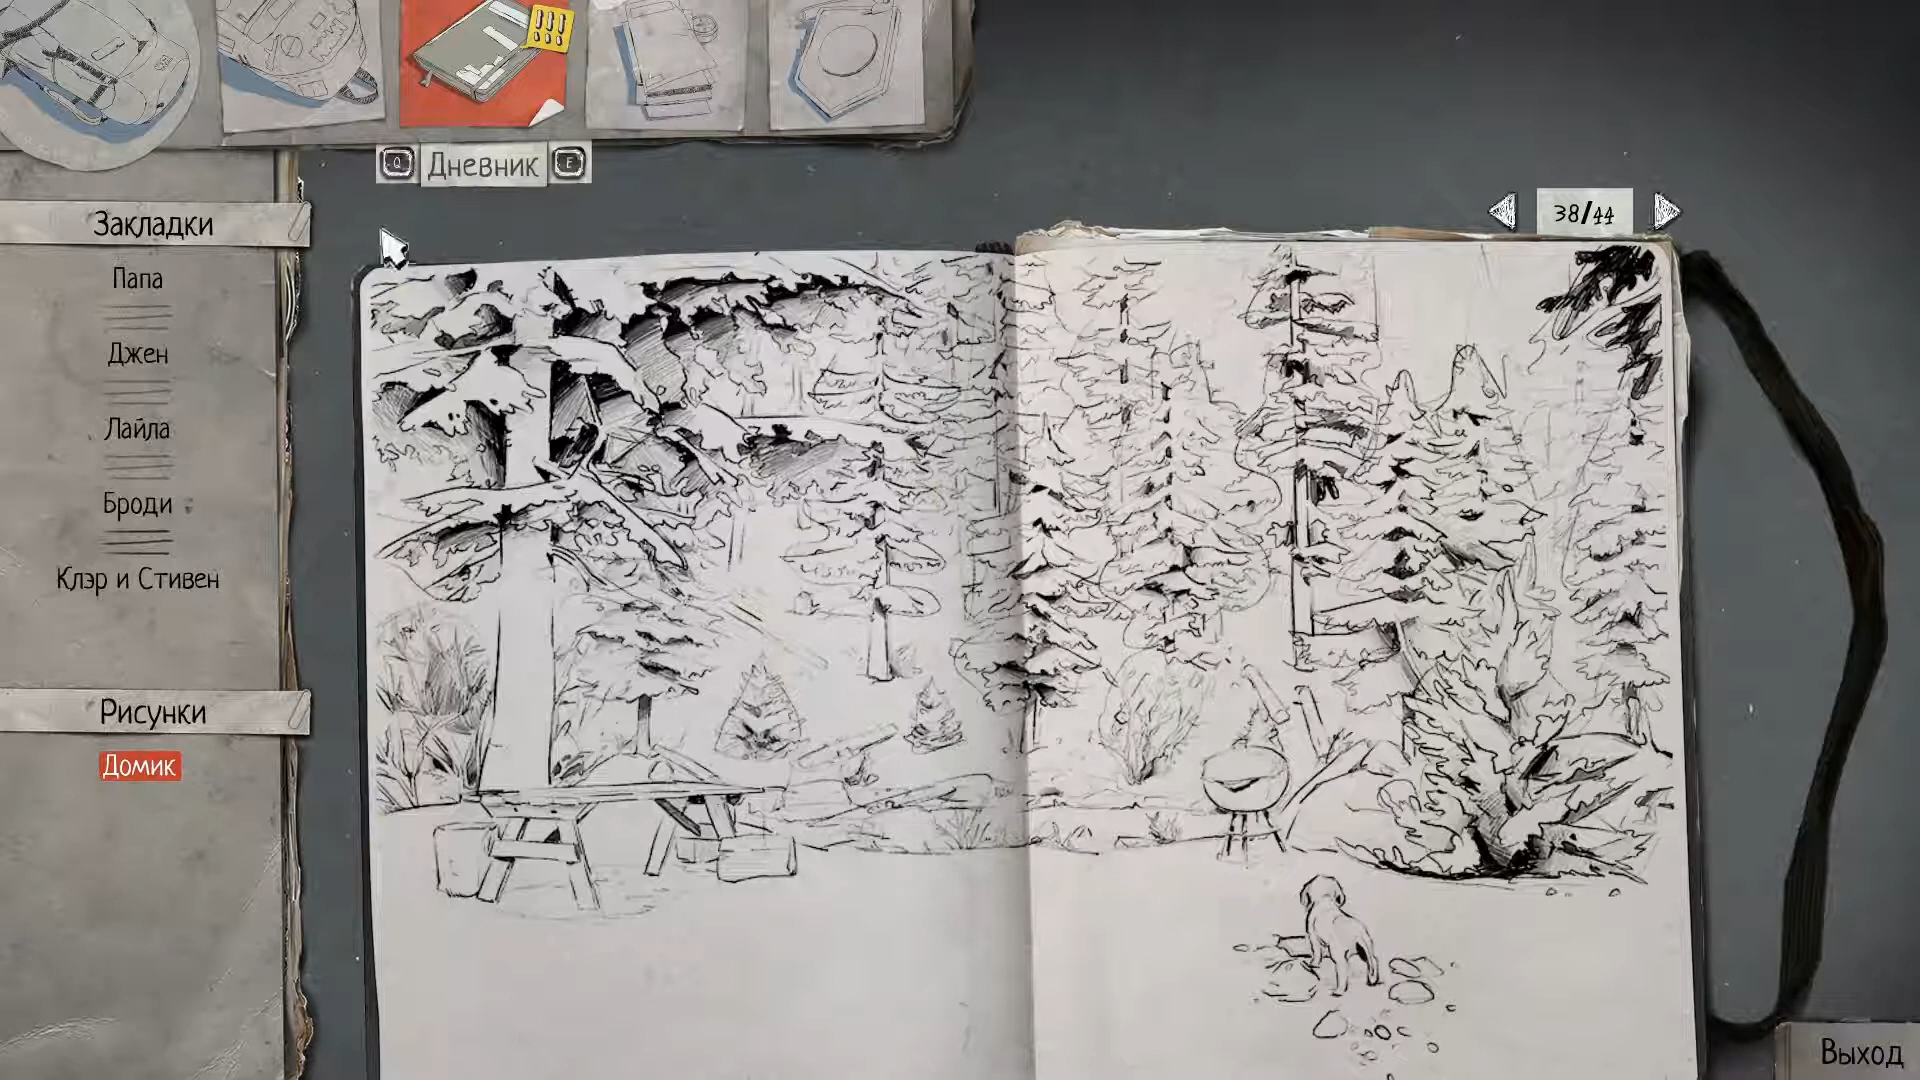 Q Дневник E
38/44
Закладки
Папа
Джен
Лайла
Броди
Клэр и Стивен
Рисунки
Домик
Выход